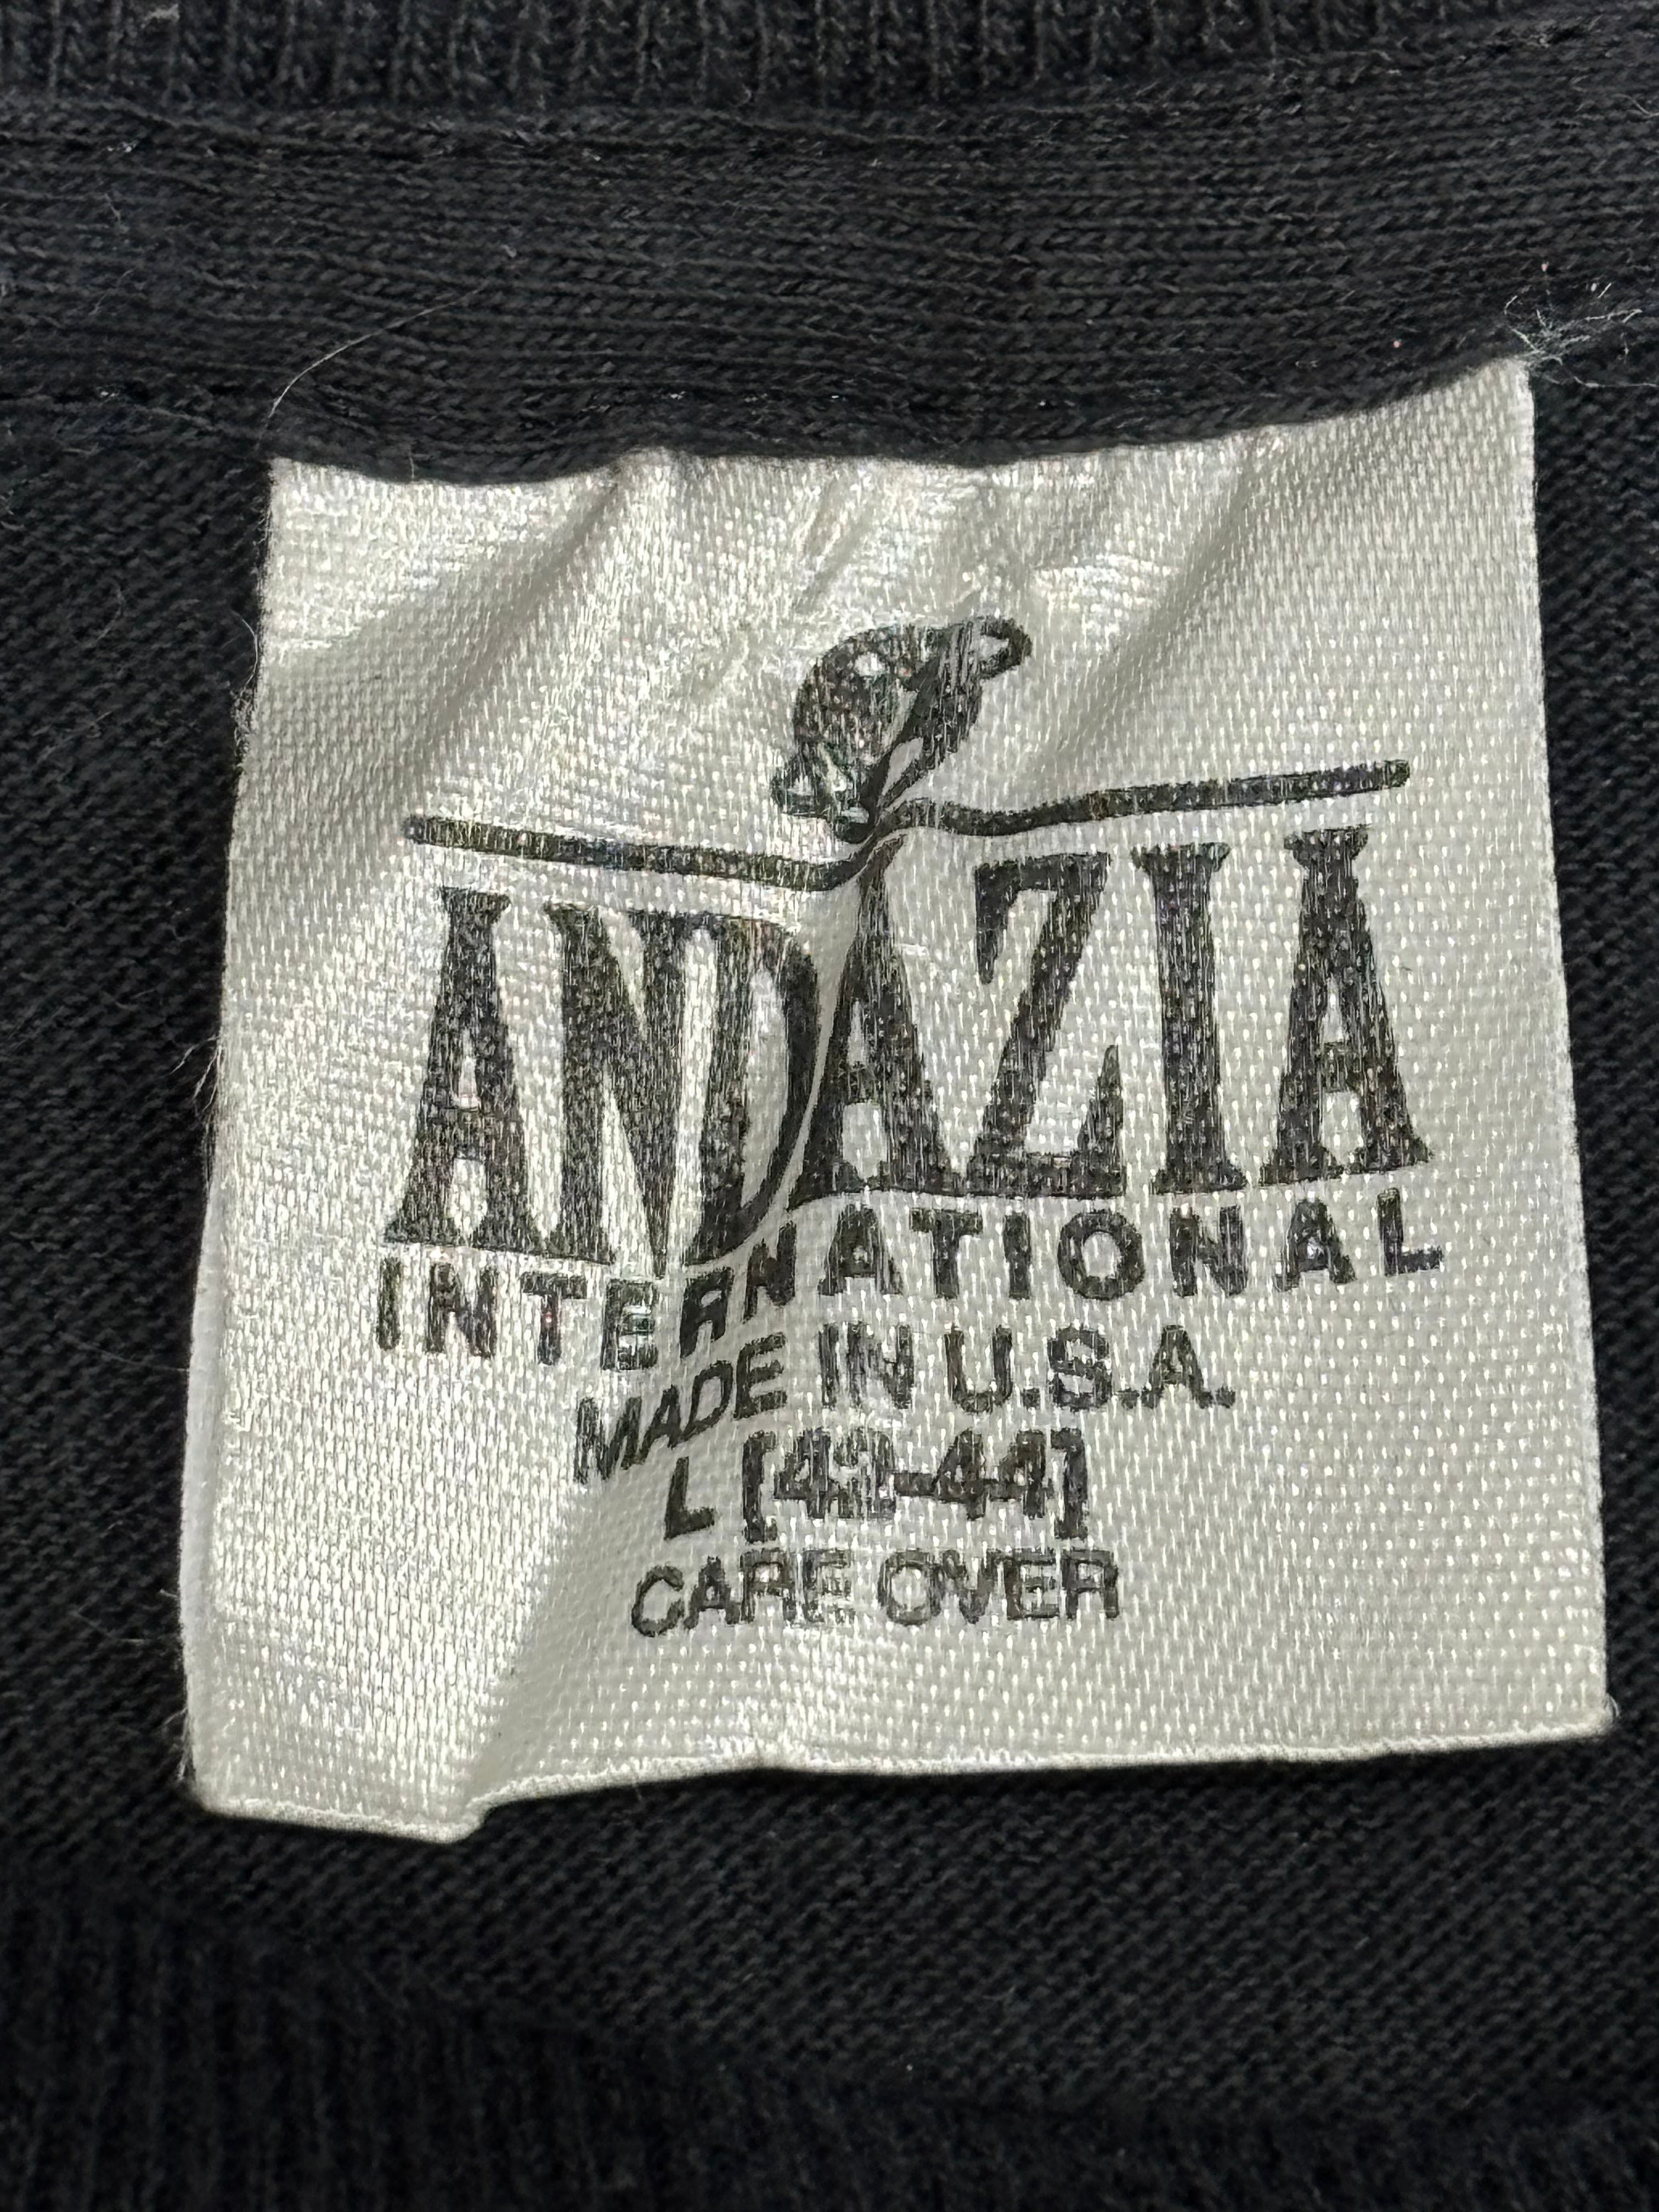 ANDAZIA
INTERNATIONAL
MADE IN U.S.A.
L [42-44]
CARE OVER